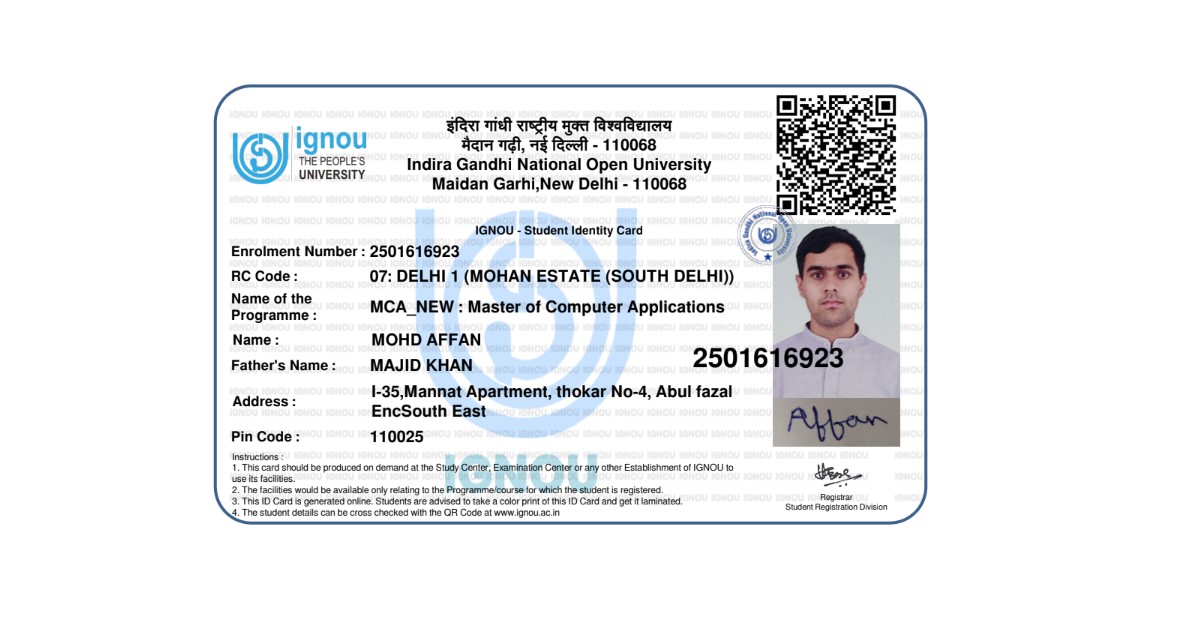 ignou
THE PEOPLE'S
UNIVERSITY
इंदिरा गांधी राष्ट्रीय मुक्त विश्वविद्यालय
मैदान गढ़ी, नई दिल्ली - 110068
Indira Gandhi National Open University
Maidan Garhi,New Delhi - 110068
IGNOU - Student Identity Card
Indira Gandhi National Open University
Enrolment Number : 2501616923
RC Code : 07: DELHI 1 (MOHAN ESTATE (SOUTH DELHI))
Name of the
Programme : MCA_NEW : Master of Computer Applications
Name : MOHD AFFAN
2501616923
Father's Name : MAJID KHAN
Address : I-35,Mannat Apartment, thokar No-4, Abul fazal
EncSouth East
Affan
Pin Code : 110025
Instructions :
1. This card should be produced on demand at the Study Center, Examination Center or any other Establishment of IGNOU to
use its facilities.
2. The facilities would be available only relating to the Programme/course for which the student is registered.
3. This ID Card is generated online. Students are advised to take a color print of this ID Card and get it laminated.
4. The student details can be cross checked with the QR Code at www.ignou.ac.in
IGNOU
Registrar
Student Registration Division